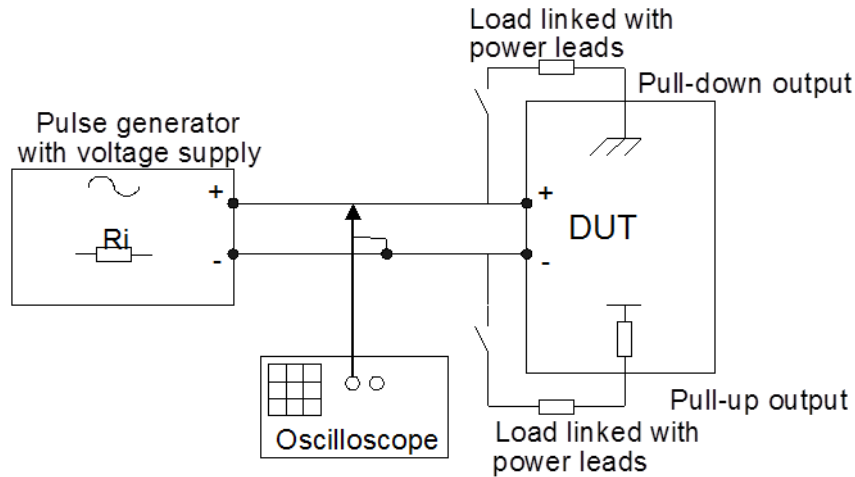 Load linked with
power leads
Pull-down output
Pulse generator
with voltage supply
+
+
Ri
DUT
-
-
Oscilloscope
Pull-up output
Load linked with
power leads